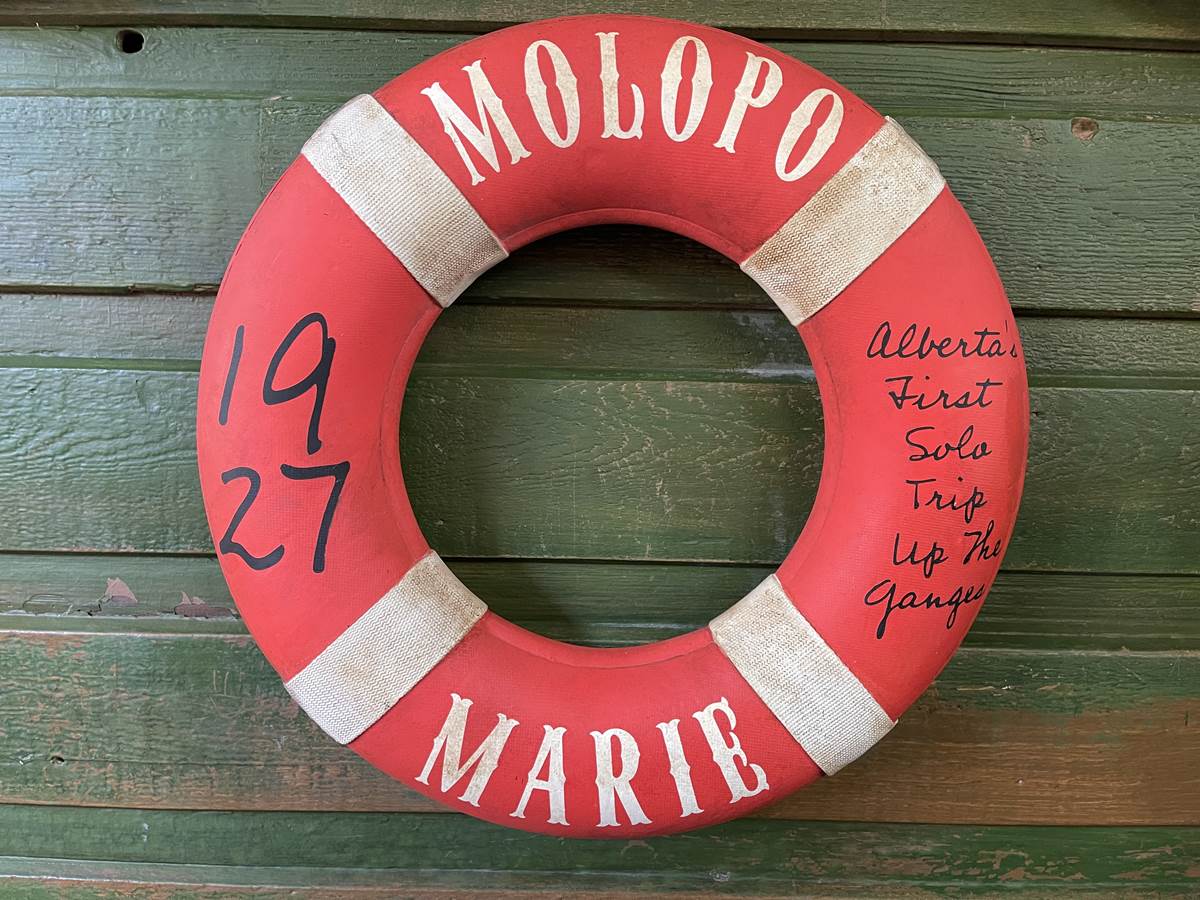 MOLOPO
19
27
Alberta's
First
Solo
Trip
Up The
Ganges
MARIE